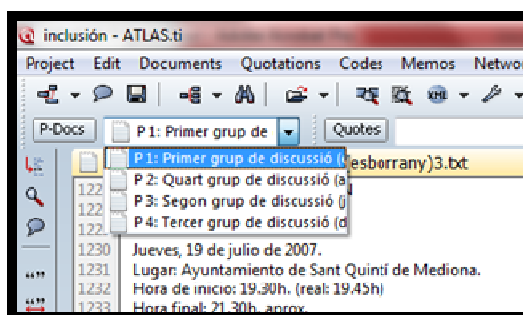 inclusión - ATLAS.ti
Project Edit Documents Quotations Codes Memos Netwo
P-Docs P 1: Primer grup de Quotes
P 1: Primer grup de discussió (
esborrany)3.txt
P 2: Quart grup de discussió (a
P 3: Segon grup de discussió (j
P 4: Tercer grup de discussió (d
1230 Jueves, 19 de julio de 2007.
1231 Lugar: Ayuntamiento de Sant Quintí de Mediona.
1232 Hora de inicio: 19.30h. (real: 19.45h)
1233 Hora final: 21.30h. aprox.